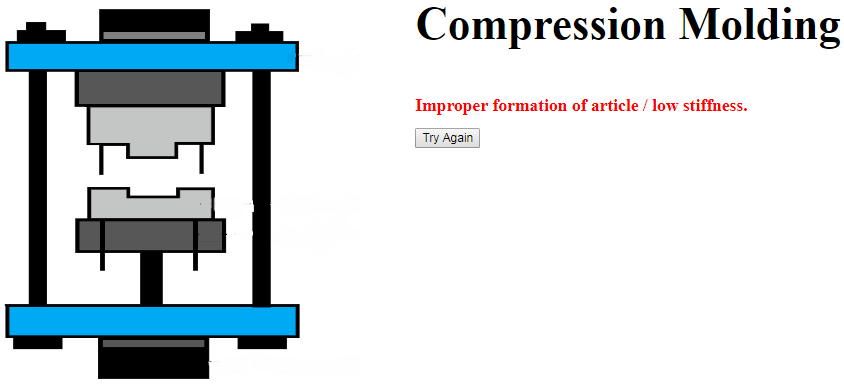 Compression Molding
Improper formation of article / low stiffness.
Try Again